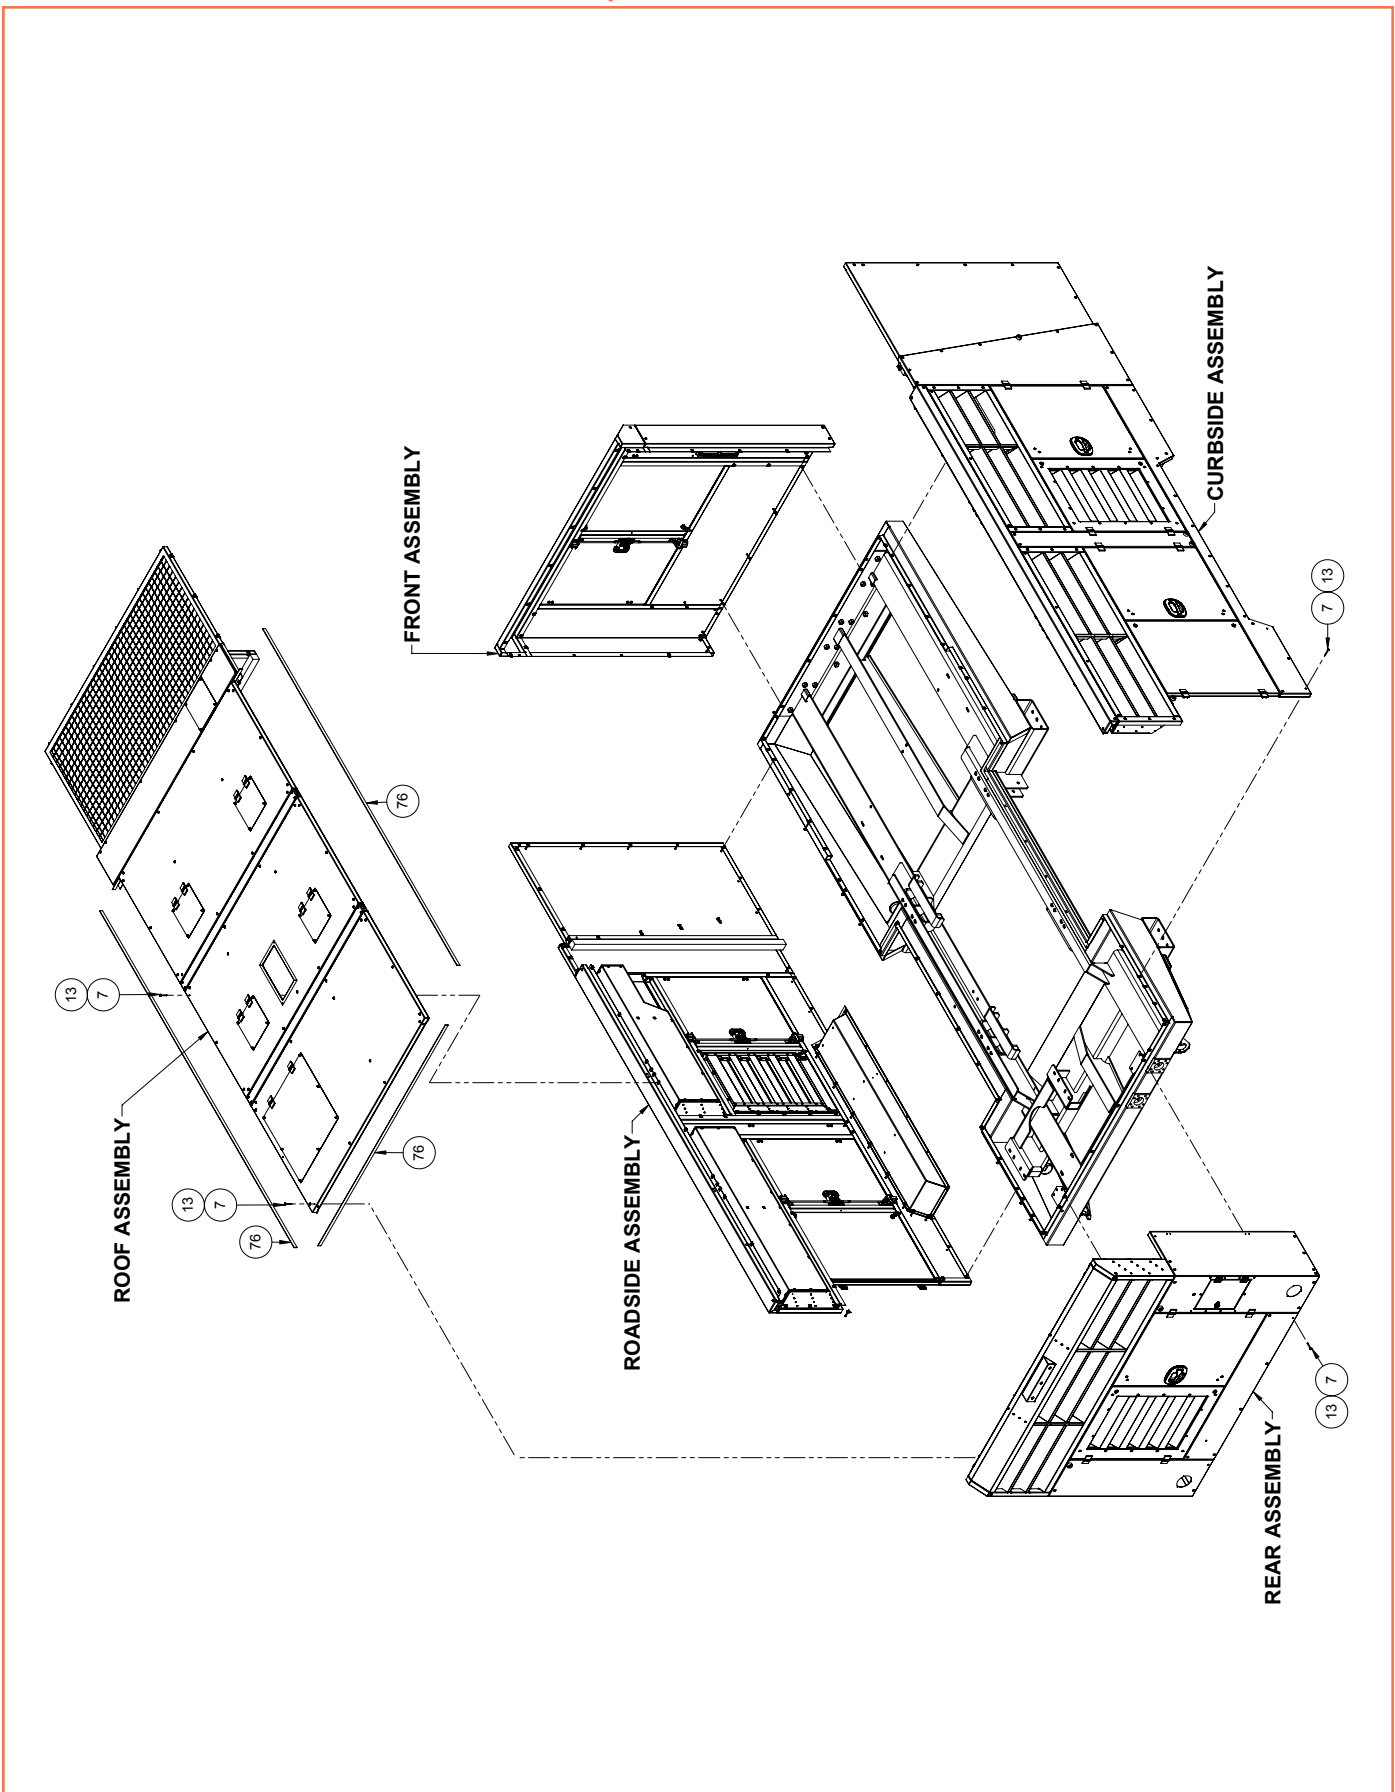 ROOF ASSEMBLY
FRONT ASSEMBLY
ROADSIDE ASSEMBLY
CURBSIDE ASSEMBLY
REAR ASSEMBLY
13 7
13 7
76
76
76
7 13
13 7